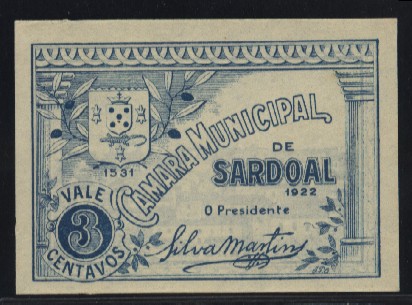 1531
CAMARA MUNICIPAL
DE
SARDOAL
1922
O Presidente
Silva Martins
VALE
3
CENTAVOS